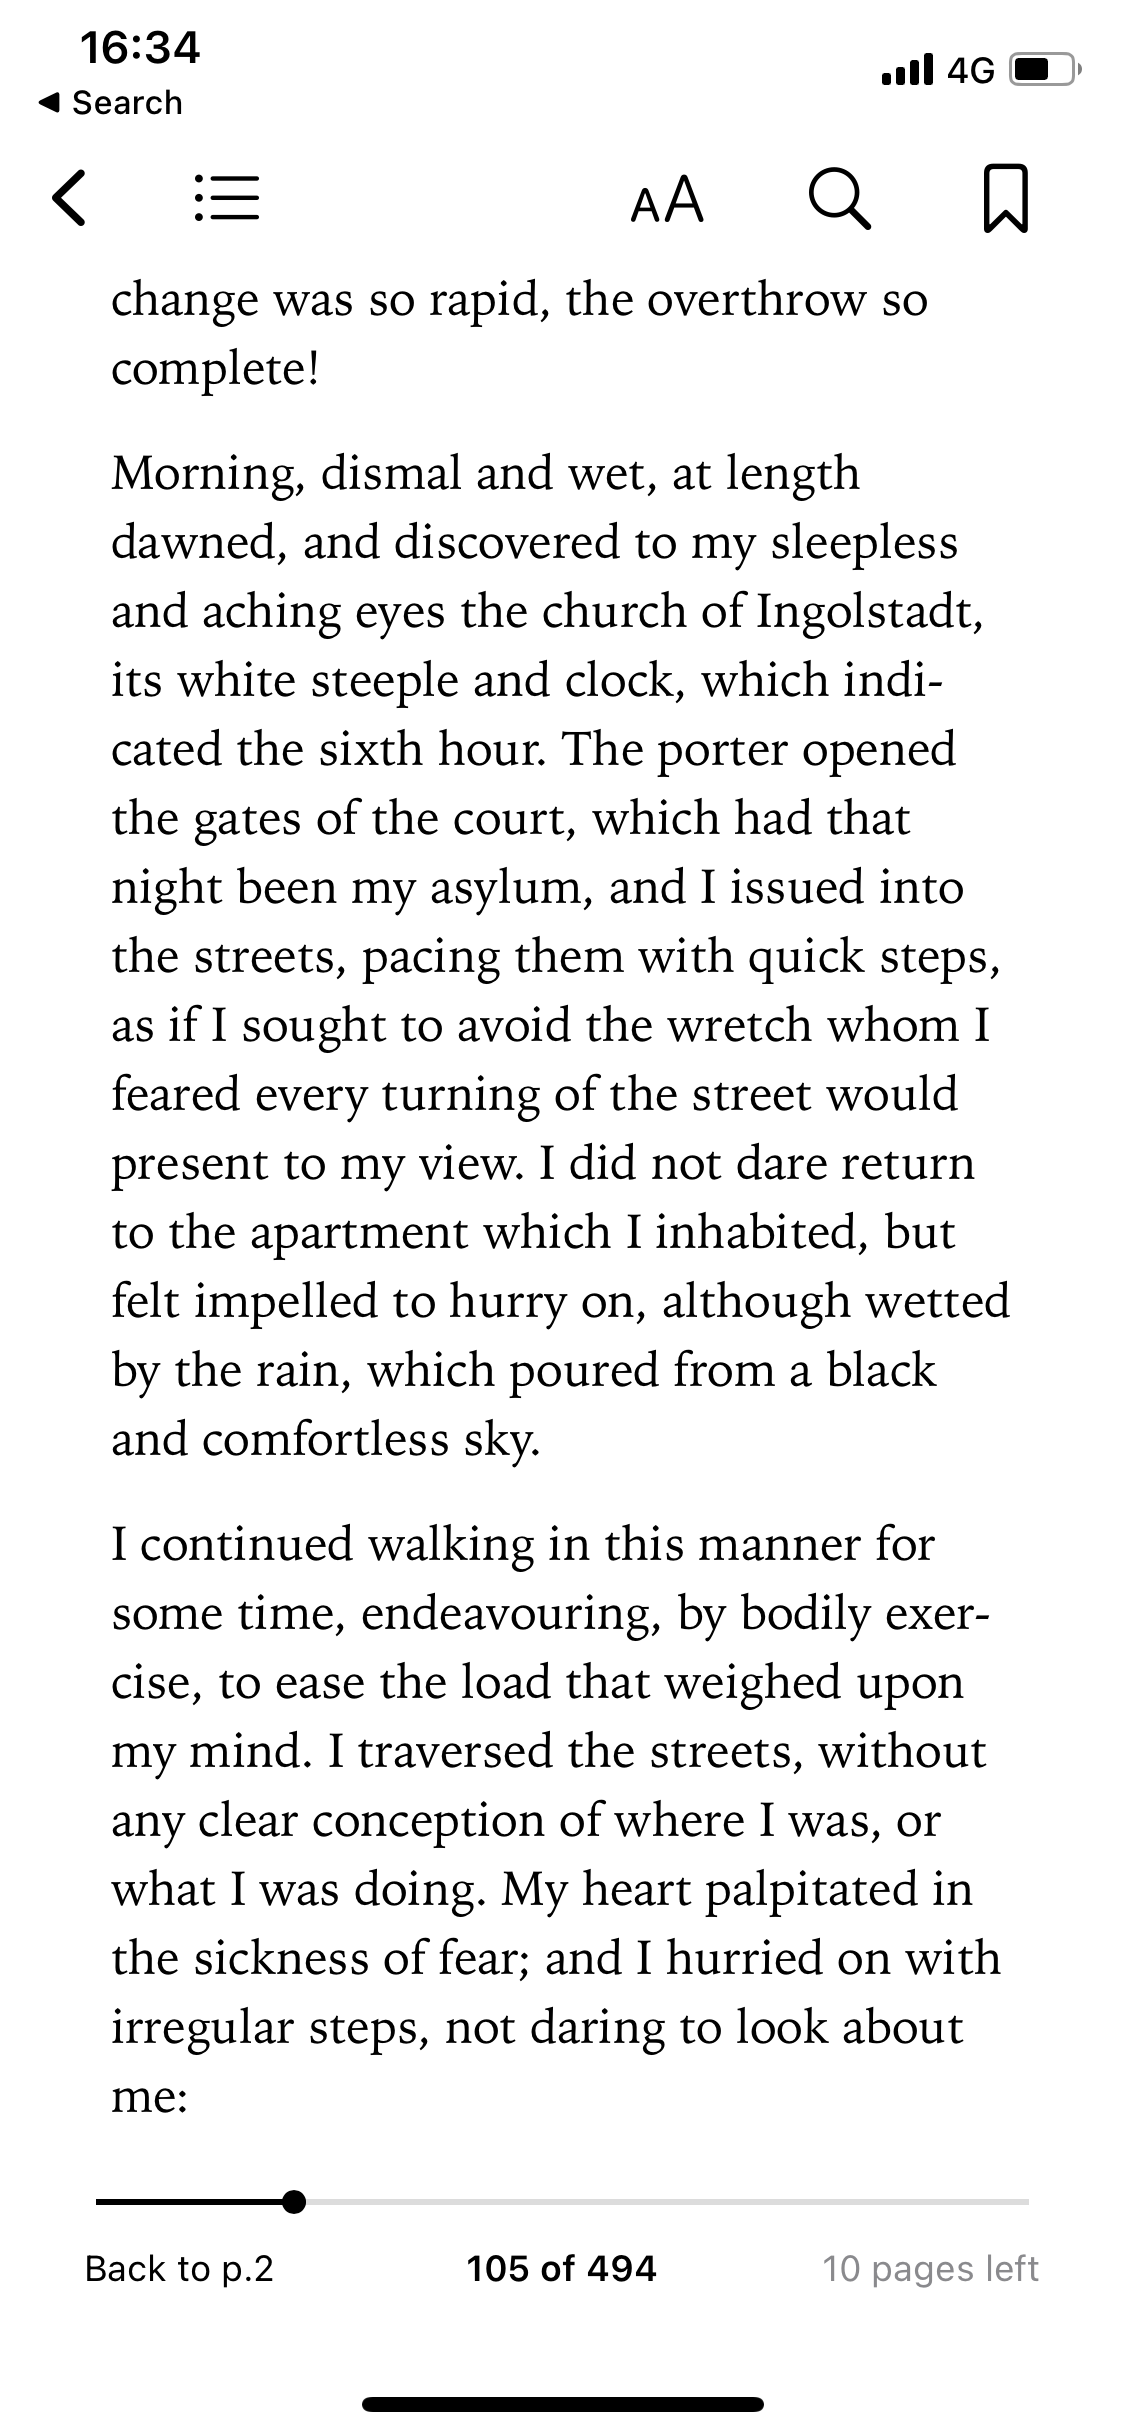 16:34
4G
◀ Search
AA
change was so rapid, the overthrow so
complete!
Morning, dismal and wet, at length
dawned, and discovered to my sleepless
and aching eyes the church of Ingolstadt,
its white steeple and clock, which indi-
cated the sixth hour. The porter opened
the gates of the court, which had that
night been my asylum, and I issued into
the streets, pacing them with quick steps,
as if I sought to avoid the wretch whom I
feared every turning of the street would
present to my view. I did not dare return
to the apartment which I inhabited, but
felt impelled to hurry on, although wetted
by the rain, which poured from a black
and comfortless sky.
I continued walking in this manner for
some time, endeavouring, by bodily exer-
cise, to ease the load that weighed upon
my mind. I traversed the streets, without
any clear conception of where I was, or
what I was doing. My heart palpitated in
the sickness of fear; and I hurried on with
irregular steps, not daring to look about
me:
Back to p.2
105 of 494
10 pages left